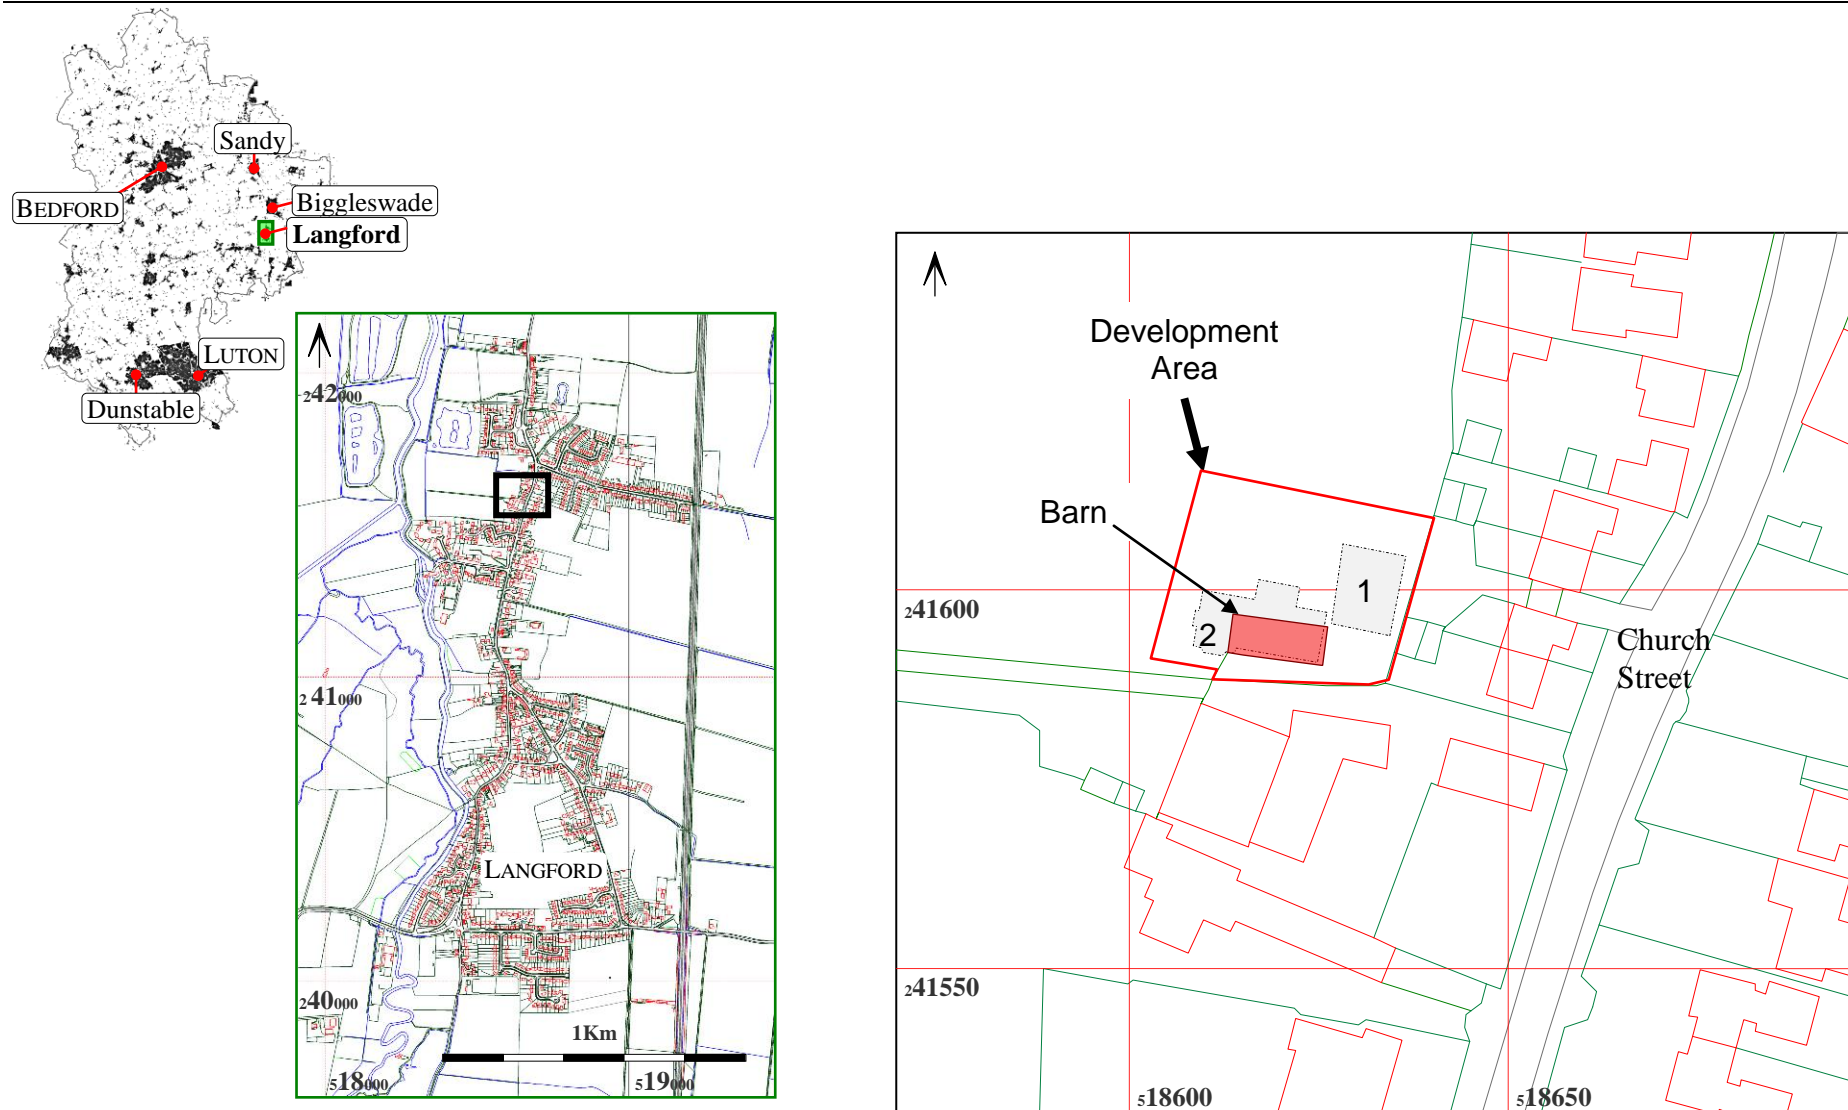 Sandy
BEDFORD
Biggleswade
Langford
LUTON
Dunstable
242000
241000
LANGFORD
240000
1Km
518000
519000
Development
Area
Barn
1
2
241600
Church
Street
241550
518600
518650